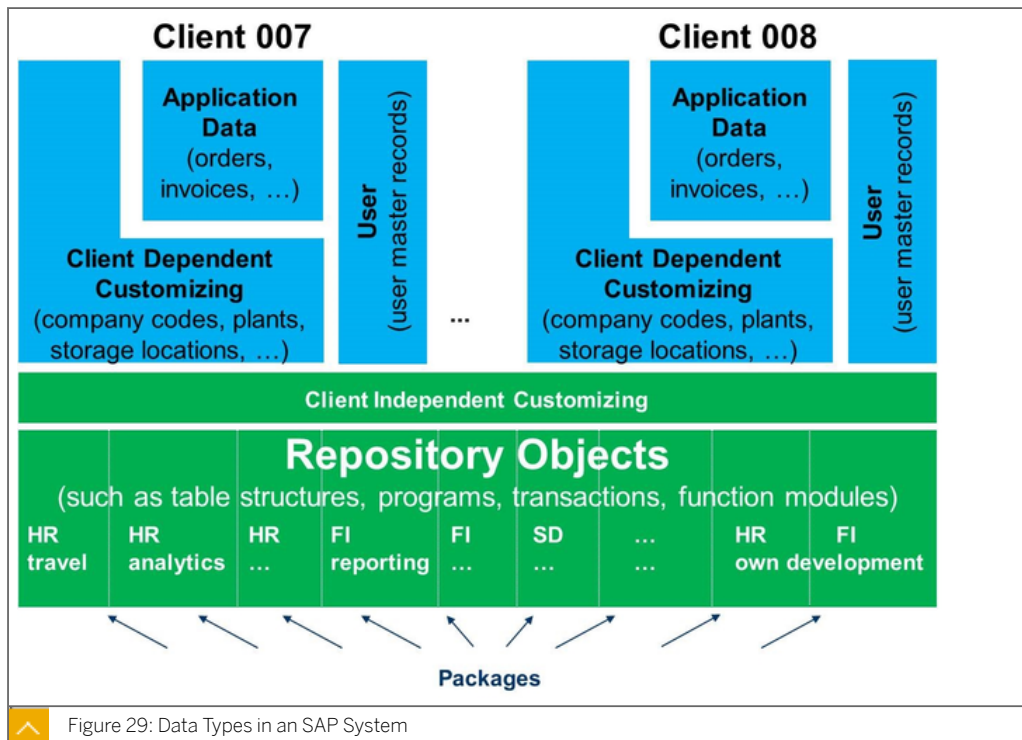 Client 007
Client 008
Application
Data
(orders,
invoices, …)
User
(user master records)
Client Dependent
Customizing
(company codes, plants,
storage locations, …)
...
Application
Data
(orders,
invoices, …)
User
(user master records)
Client Dependent
Customizing
(company codes, plants,
storage locations, …)
Client Independent Customizing
Repository Objects
(such as table structures, programs, transactions, function modules)
HR
travel
HR
analytics
HR
…
FI
reporting
FI
…
SD
…
…
…
HR FI
own development
Packages
Figure 29: Data Types in an SAP System